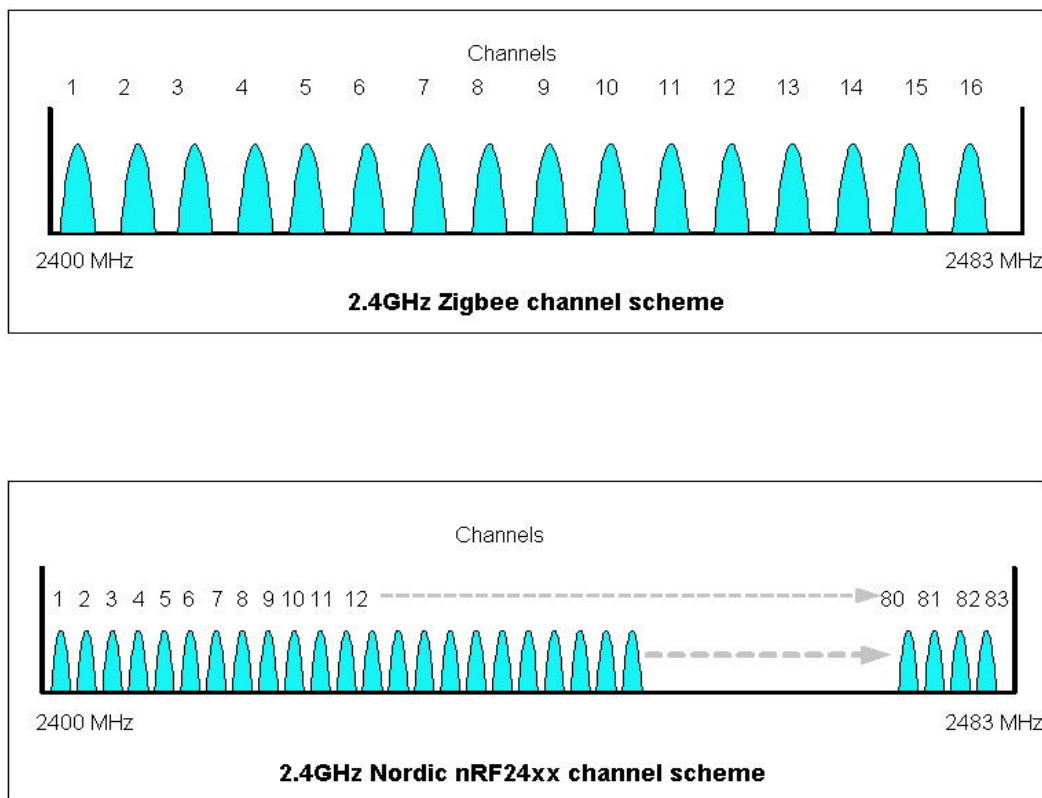 Channels
1 2 3 4 5 6 7 8 9 10 11 12 13 14 15 16
2400 MHz 2483 MHz
2.4GHz Zigbee channel scheme
Channels
1 2 3 4 5 6 7 8 9 10 11 12 80 81 82 83
2400 MHz 2483 MHz
2.4GHz Nordic nRF24xx channel scheme